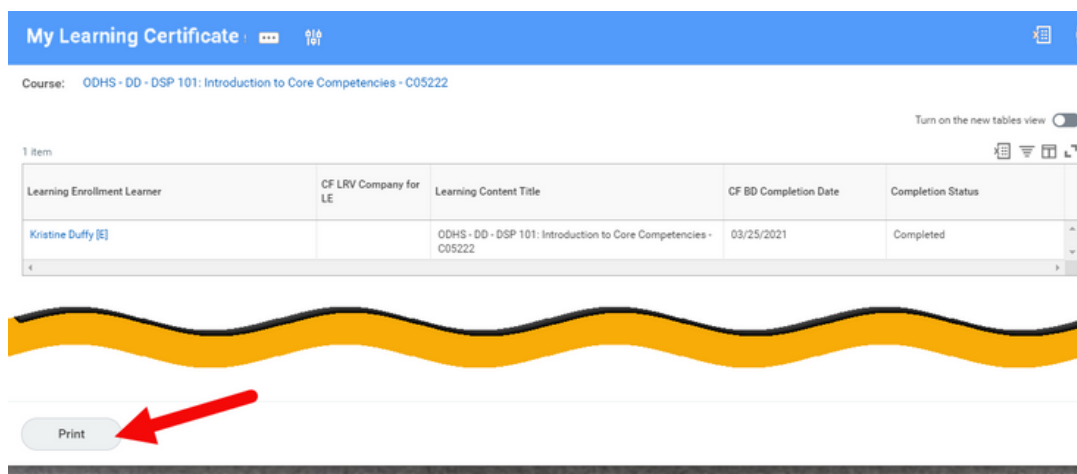 My Learning Certificate
Course: ODHS - DD - DSP 101: Introduction to Core Competencies - C05222
Turn on the new tables view
1 item
Learning Enrollment Learner
CF LRV Company for
LE
Learning Content Title
CF BD Completion Date
Completion Status
Kristine Duffy [E]
ODHS - DD - DSP 101: Introduction to Core Competencies -
C05222
03/25/2021
Completed
Print